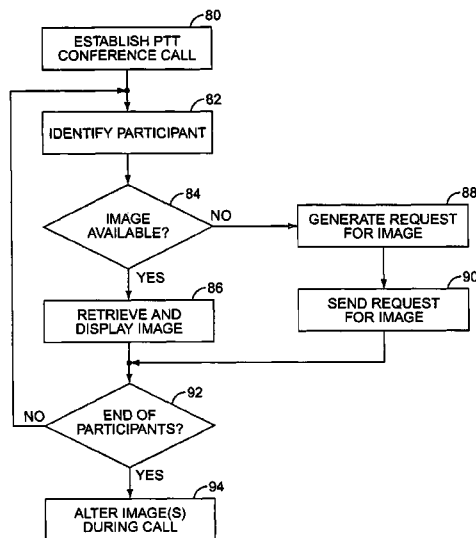 80
ESTABLISH PTT
CONFERENCE CALL
82
IDENTIFY PARTICIPANT
84
IMAGE
AVAILABLE?
NO
YES
88
GENERATE REQUEST
FOR IMAGE
86
RETRIEVE AND
DISPLAY IMAGE
90
SEND REQUEST
FOR IMAGE
92
NO
END OF
PARTICIPANTS?
YES
94
ALTER IMAGE(S)
DURING CALL